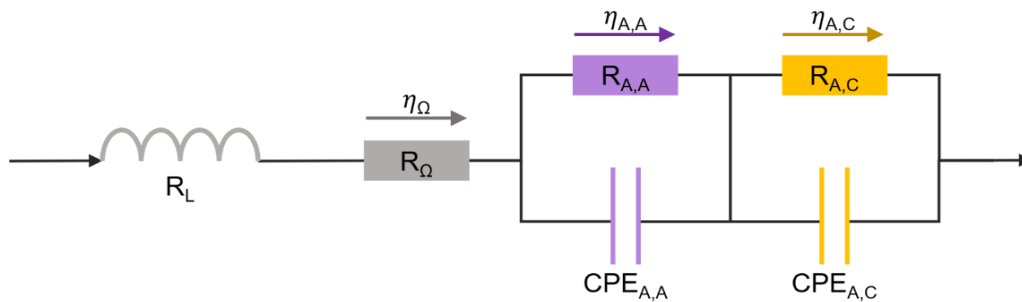 η_A,A
η_A,C
R_A,A
R_A,C
η_Ω
R_Ω
R_L
CPE_A,A
CPE_A,C